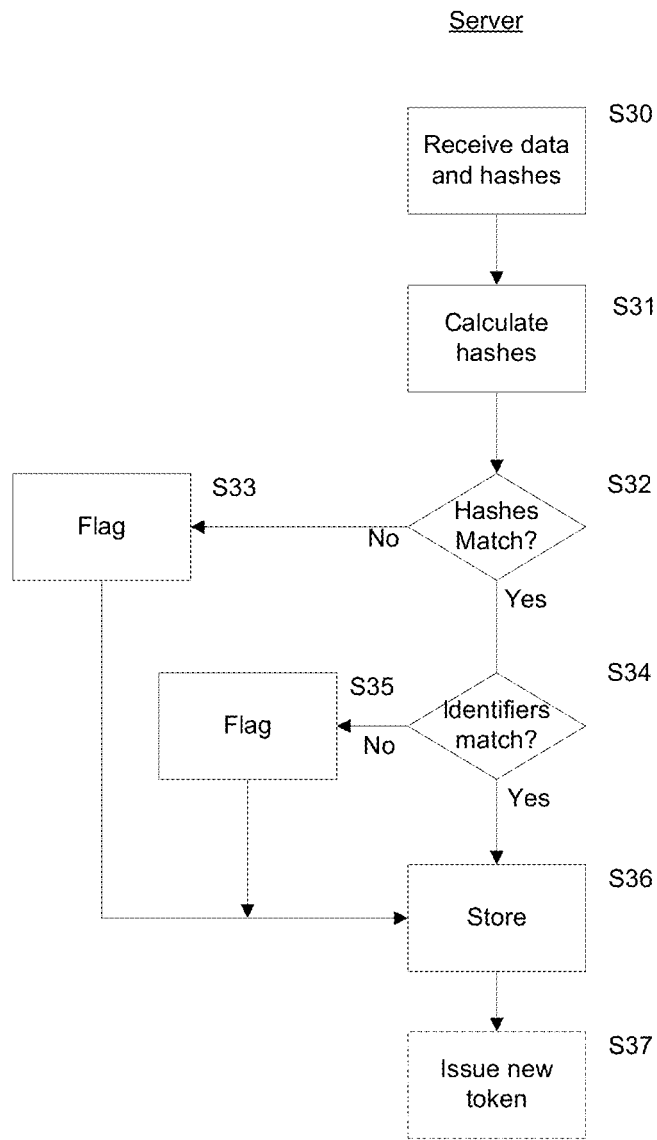 Server
S30
Receive data
and hashes
S31
Calculate
hashes
S32
Hashes
Match?
No
Yes
S33
Flag
S34
Identifiers
match?
No
Yes
S35
Flag
S36
Store
S37
Issue new
token